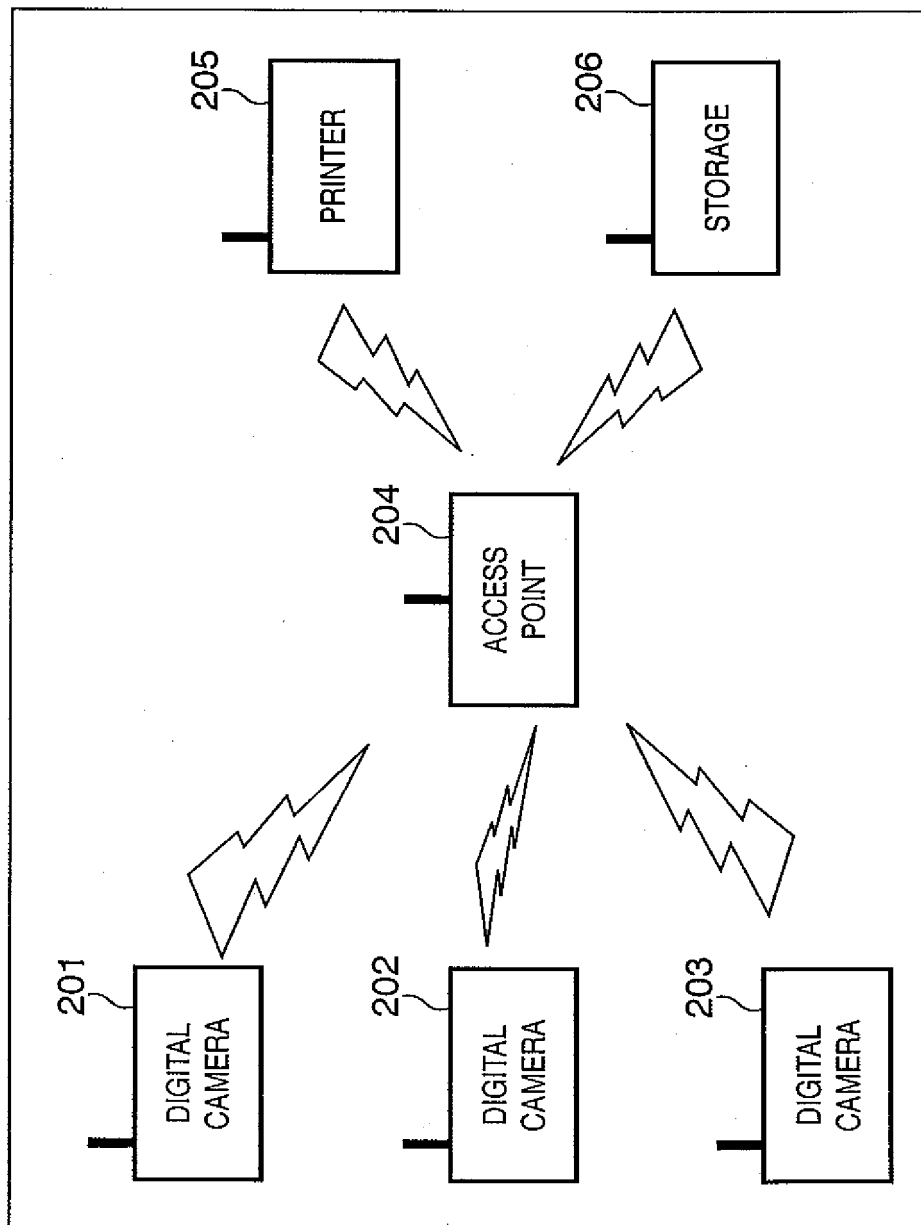 201
DIGITAL
CAMERA
202
DIGITAL
CAMERA
203
DIGITAL
CAMERA
204
ACCESS
POINT
205
PRINTER
206
STORAGE